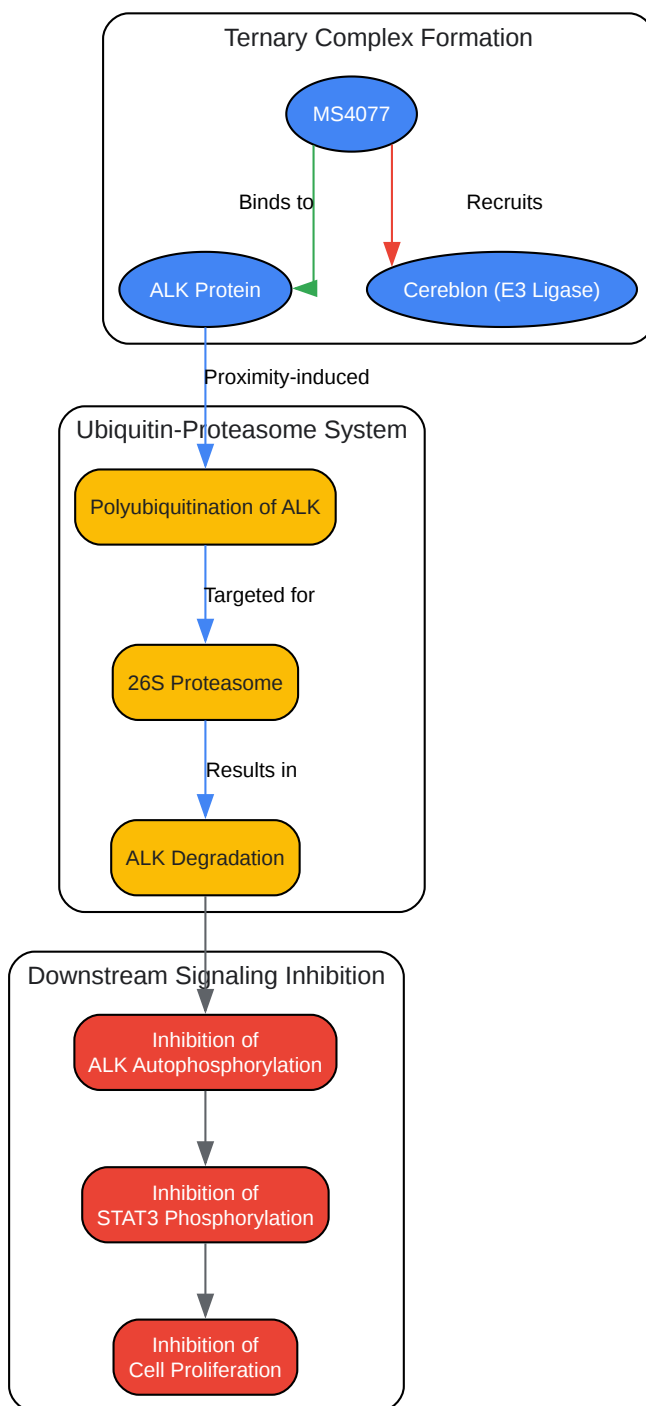 Ternary Complex Formation
MS4077
Binds to
Recruits
ALK Protein
Cereblon (E3 Ligase)
Proximity-induced
Ubiquitin-Proteasome System
Polyubiquitination of ALK
Targeted for
26S Proteasome
Results in
ALK Degradation
Downstream Signaling Inhibition
Inhibition of
ALK Autophosphorylation
Inhibition of
STAT3 Phosphorylation
Inhibition of
Cell Proliferation